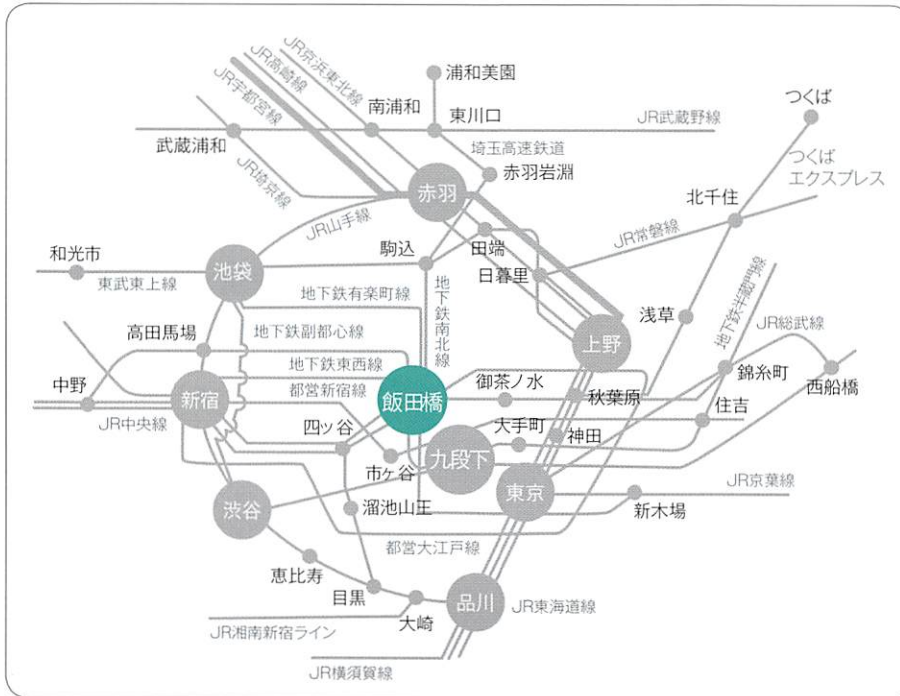 JR京浜東北線
JR高崎線
JR宇都宮線
浦和美園
南浦和
東川口
つくば
JR武蔵野線
武蔵浦和
埼玉高速鉄道
つくば
エクスプレス
赤羽岩淵
JR埼京線
赤羽
北千住
JR山手線
JR常磐線
駒込
田端
和光市
池袋
日暮里
東武東上線
地下鉄有楽町線
地下鉄南北線
地下鉄半蔵門線
浅草
JR総武線
高田馬場
地下鉄副都心線
上野
地下鉄東西線
錦糸町
西船橋
中野
新宿
都営新宿線
飯田橋
御茶ノ水
秋葉原
住吉
JR中央線
四ツ谷
大手町
神田
市ヶ谷
九段下
東京
JR京葉線
渋谷
溜池山王
新木場
都営大江戸線
恵比寿
目黒
品川
JR東海道線
大崎
JR湘南新宿ライン
JR横須賀線